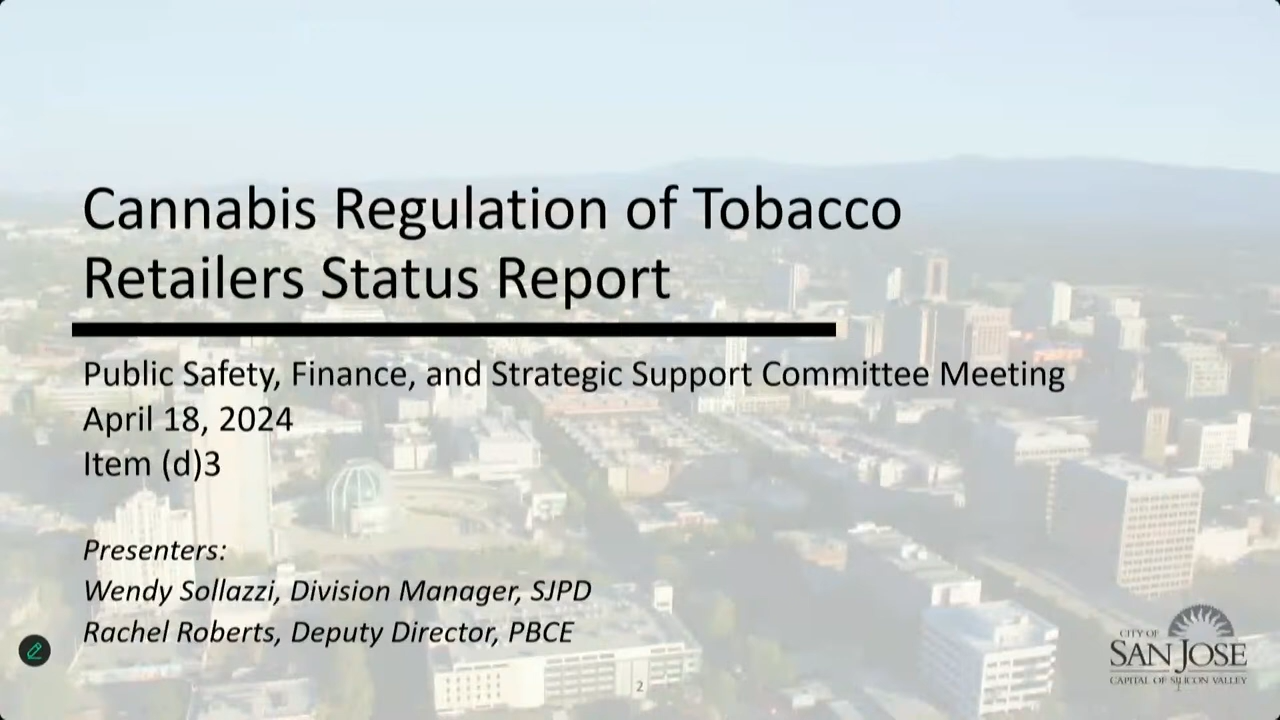 Cannabis Regulation of Tobacco
Retailers Status Report
Public Safety, Finance, and Strategic Support Committee Meeting
April 18, 2024
Item (d)3
Presenters:
Wendy Sollazzi, Division Manager, SJPD
Rachel Roberts, Deputy Director, PBCE
2
CITY OF
SAN JOSE
CAPITAL OF SILICON VALLEY